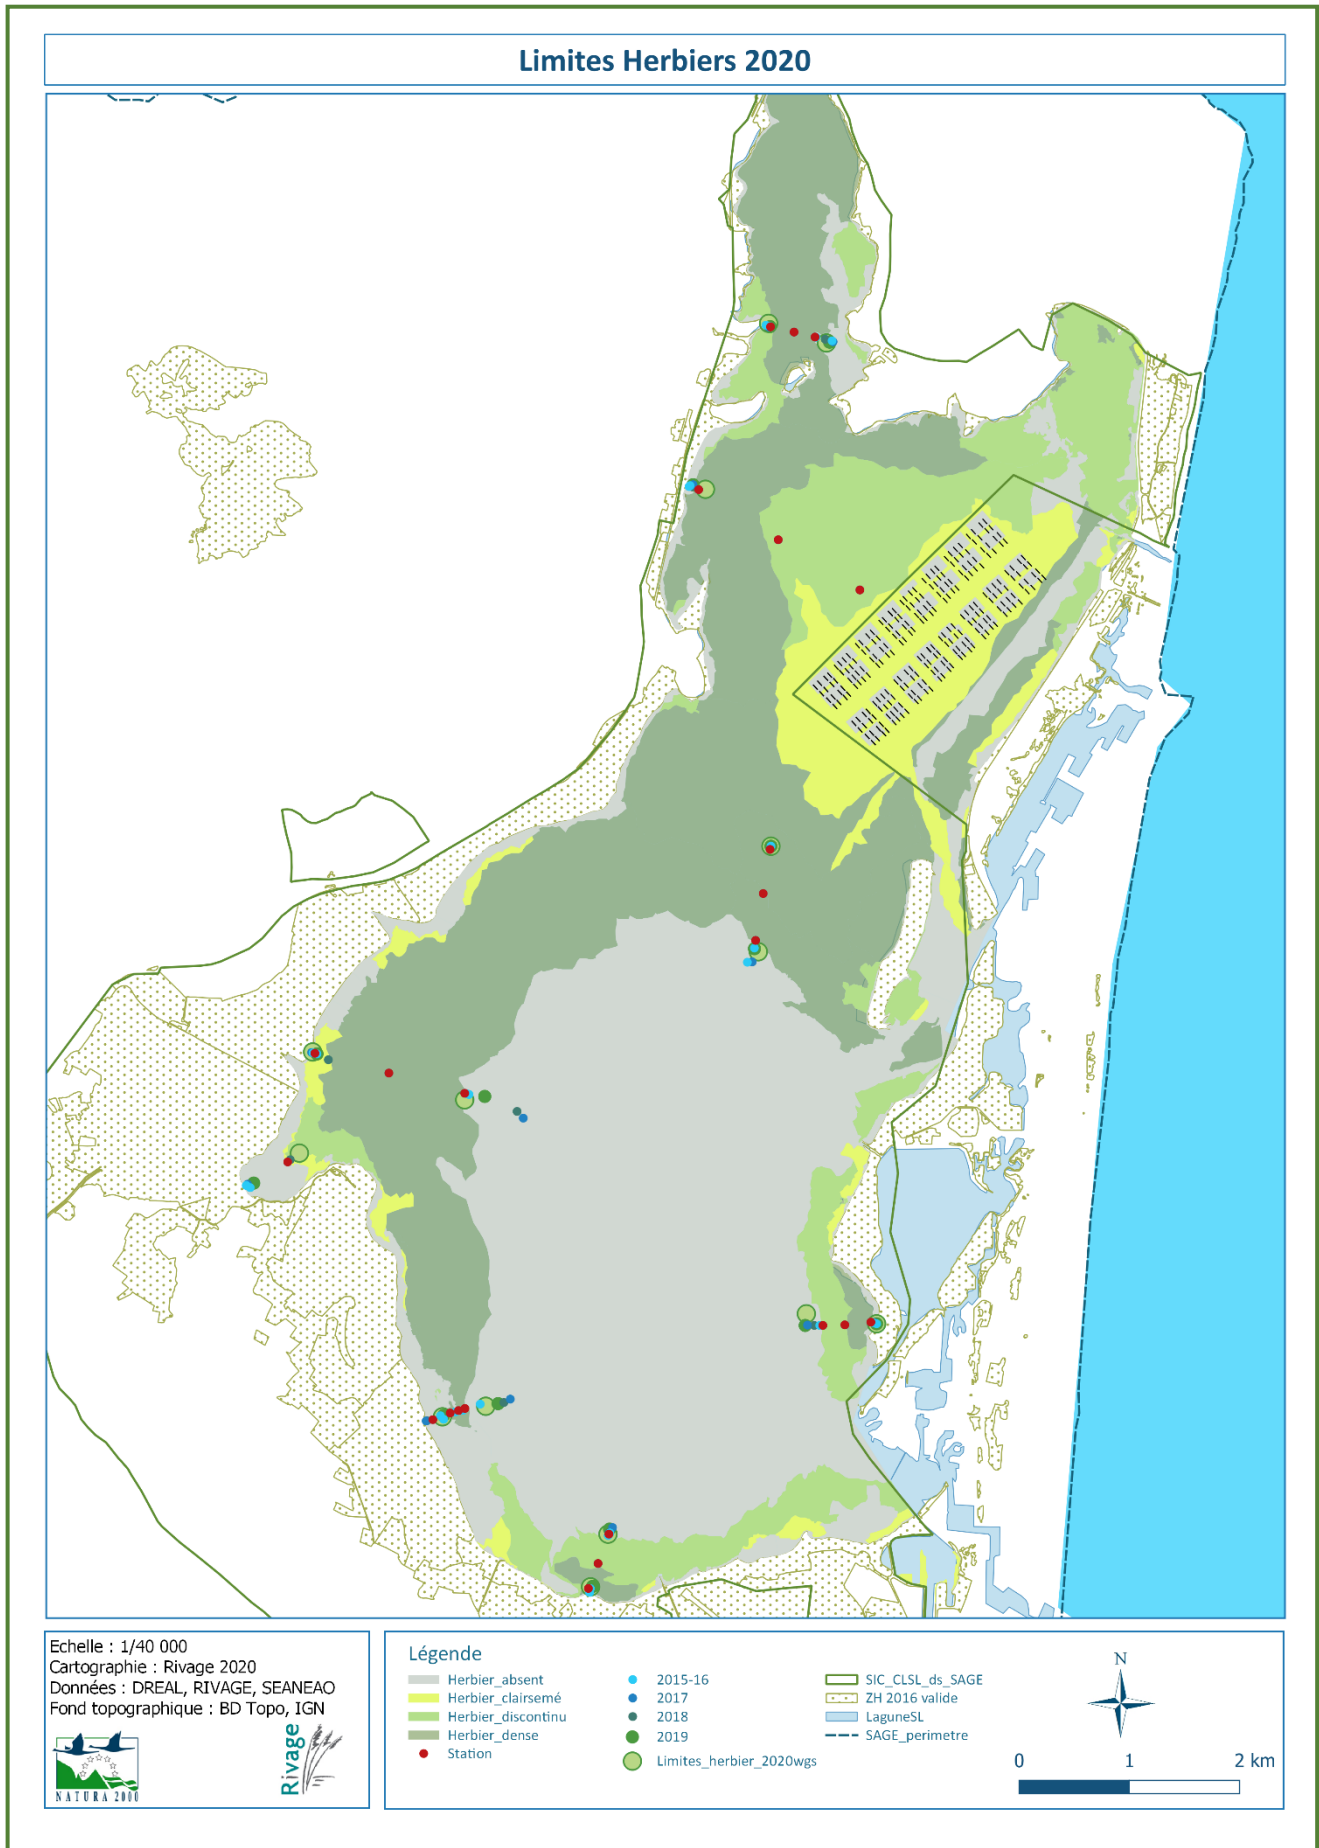 Limites Herbiers 2020
Echelle : 1/40 000
Cartographie : Rivage 2020
Données : DREAL, RIVAGE, SEANEAO
Fond topographique : BD Topo, IGN
NATURA 2000
Rivage
Légende
Herbier_absent
Herbier_clairsemé
Herbier_discontinu
Herbier_dense
Station
2015-16
2017
2018
2019
Limites_herbier_2020wgs
SIC_CLSL_ds_SAGE
ZH 2016 valide
LaguneSL
SAGE_perimetre
N
0 1 2 km